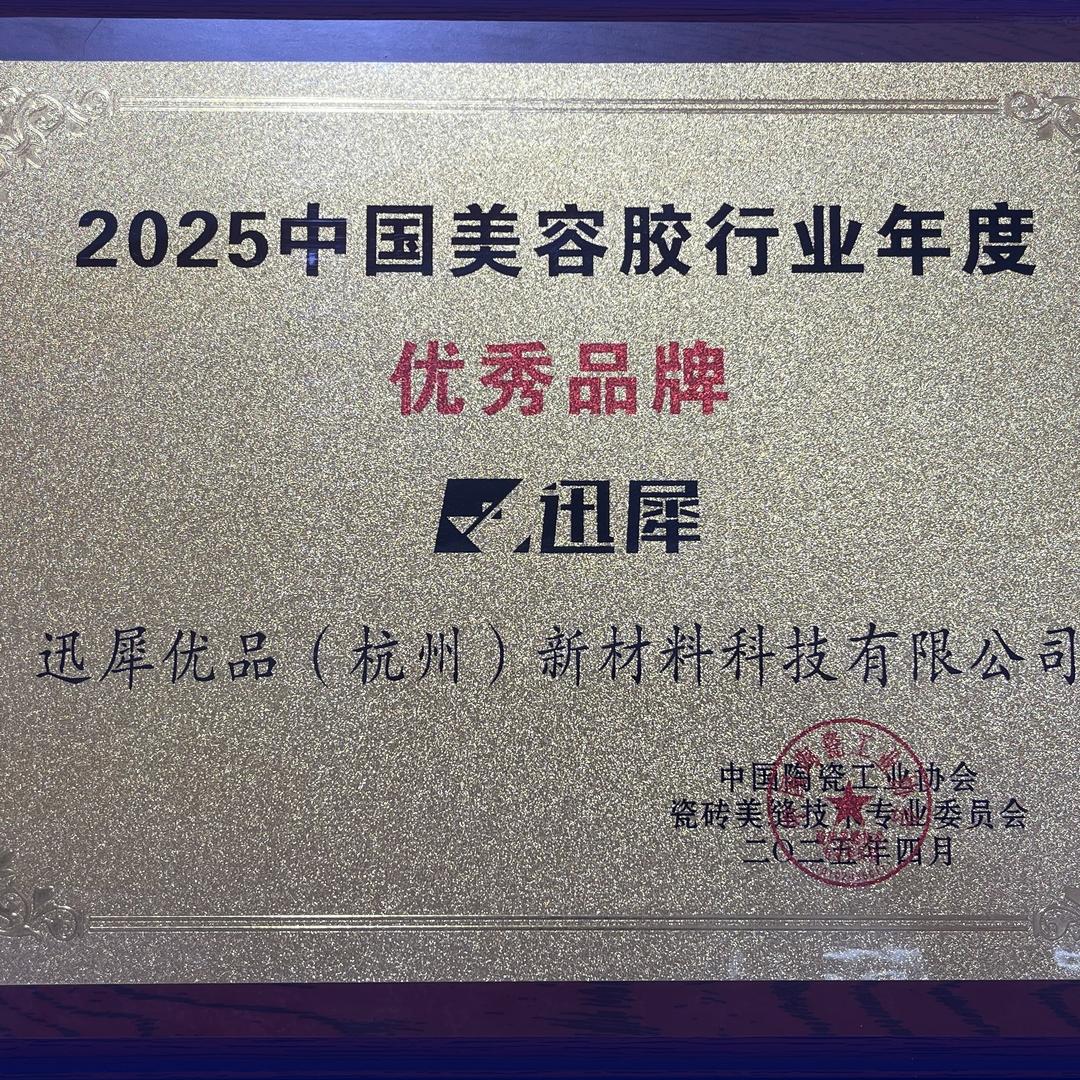 2025中国美容胶行业年度
优秀品牌
迅犀
迅犀优品（杭州）新材料科技有限公司
中国陶瓷工业协会
瓷砖美缝技术专业委员会
二〇二五年四月